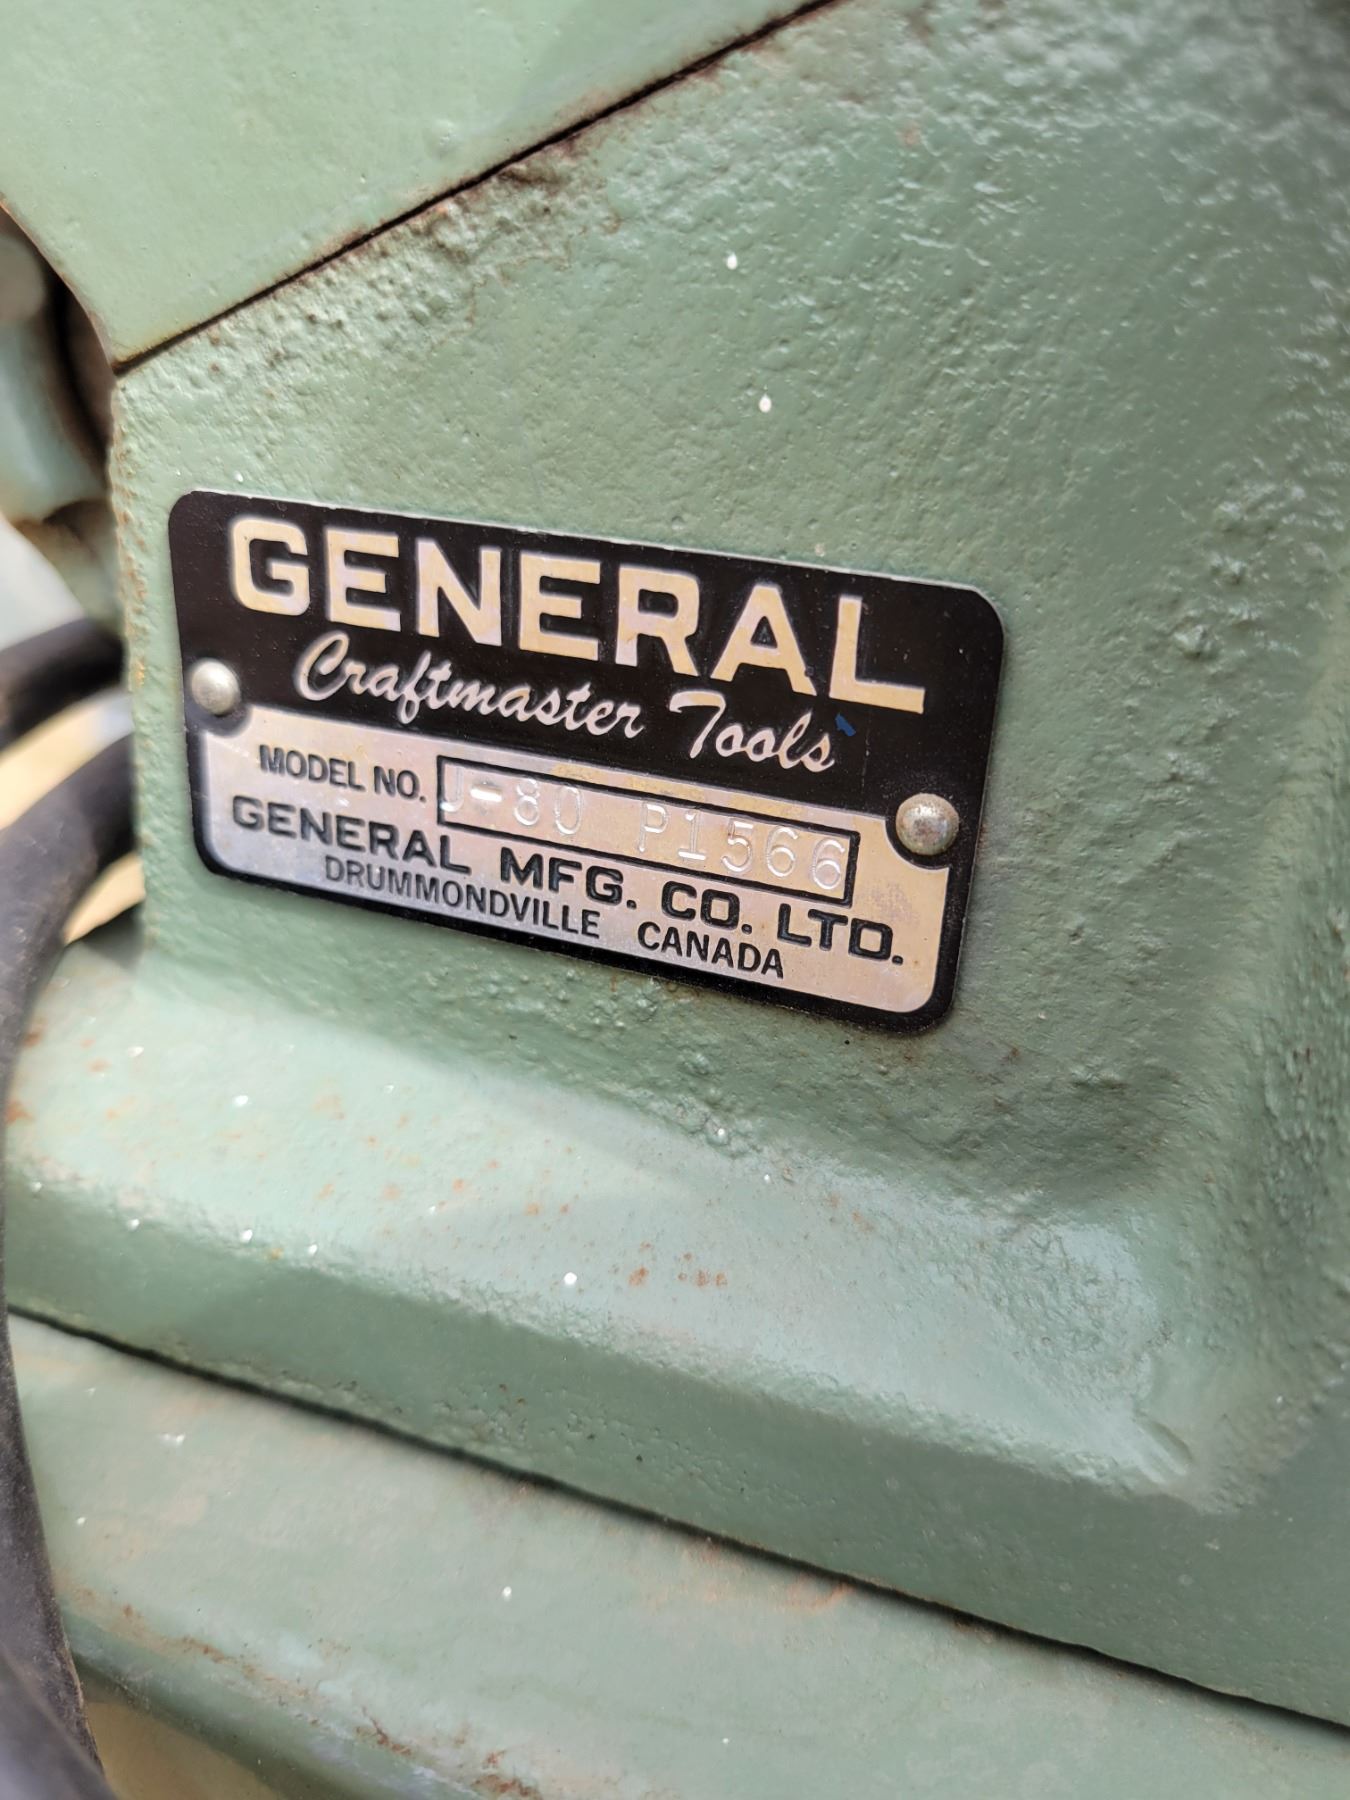 GENERAL
Craftmaster Tools
MODEL NO. J-80 P1566
GENERAL MFG. CO. LTD.
DRUMMONDVILLE CANADA